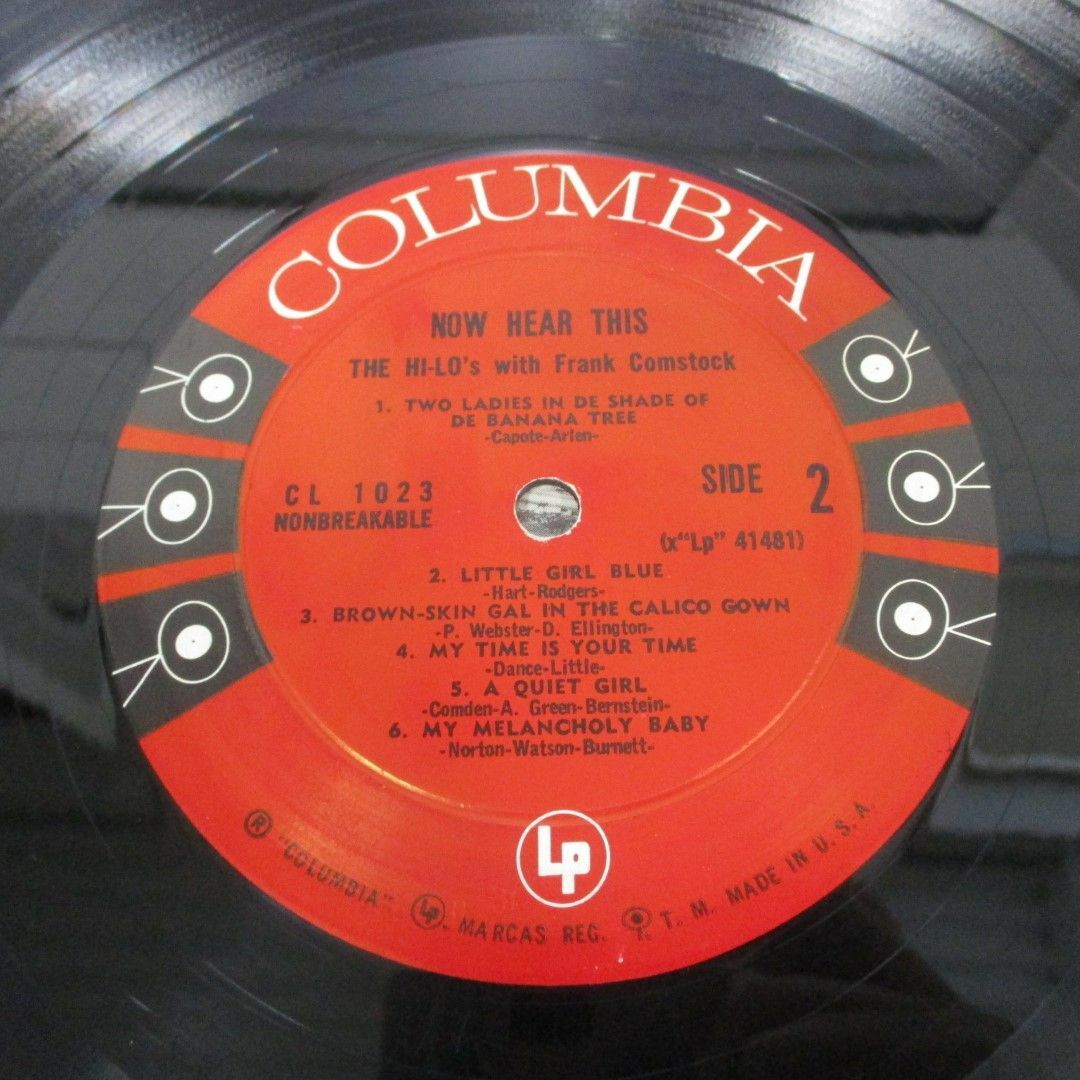 COLUMBIA
NOW HEAR THIS
THE HI-LO's with Frank Comstock
1. TWO LADIES IN DE SHADE OF
DE BANANA TREE
-Capote-Arlen-
CL 1023
NONBREAKABLE
SIDE 2
(x"Lp" 41481)
2. LITTLE GIRL BLUE
-Hart-Rodgers-
3. BROWN-SKIN GAL IN THE CALICO GOWN
-P. Webster-D. Ellington-
4. MY TIME IS YOUR TIME
-Dance-Little-
5. A QUIET GIRL
-Comden-A. Green-Bernstein-
6. MY MELANCHOLY BABY
-Norton-Watson-Burnett-
Lp
® "COLUMBIA" Lp. MARCAS REG. T. M. MADE IN U. S. A.